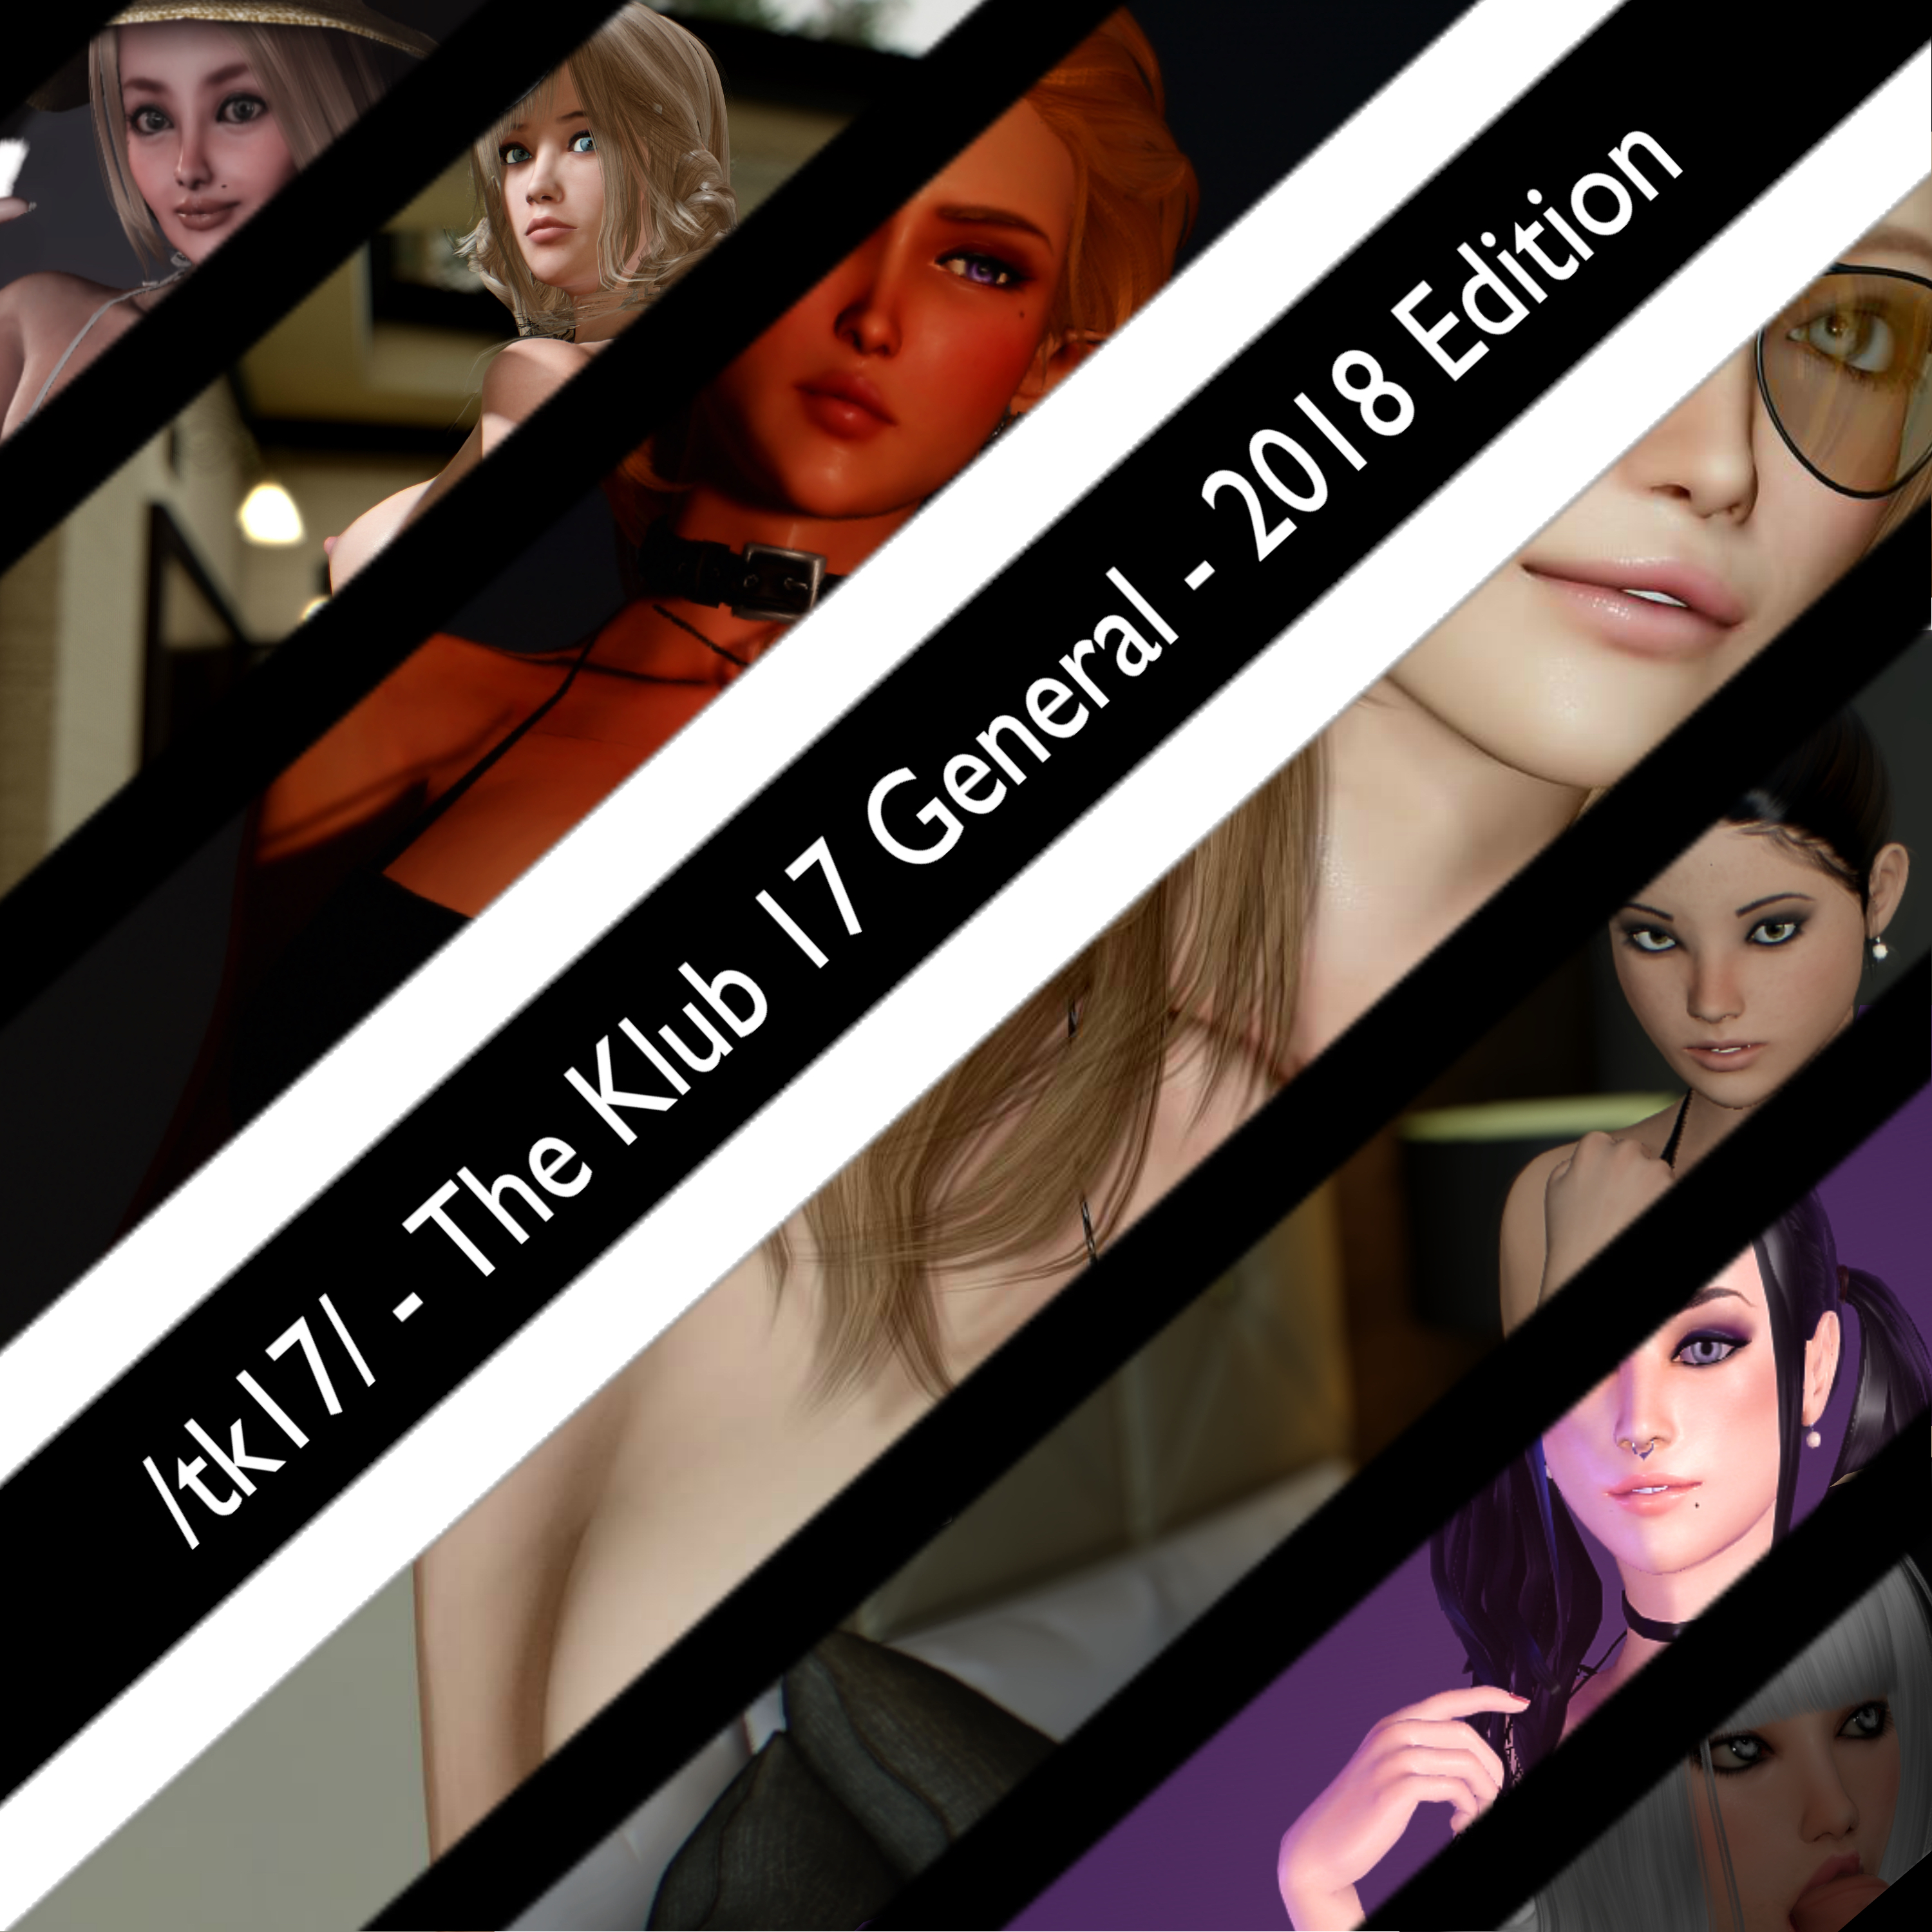 /tk17/ - The Klub 17 General - 2018 Edition